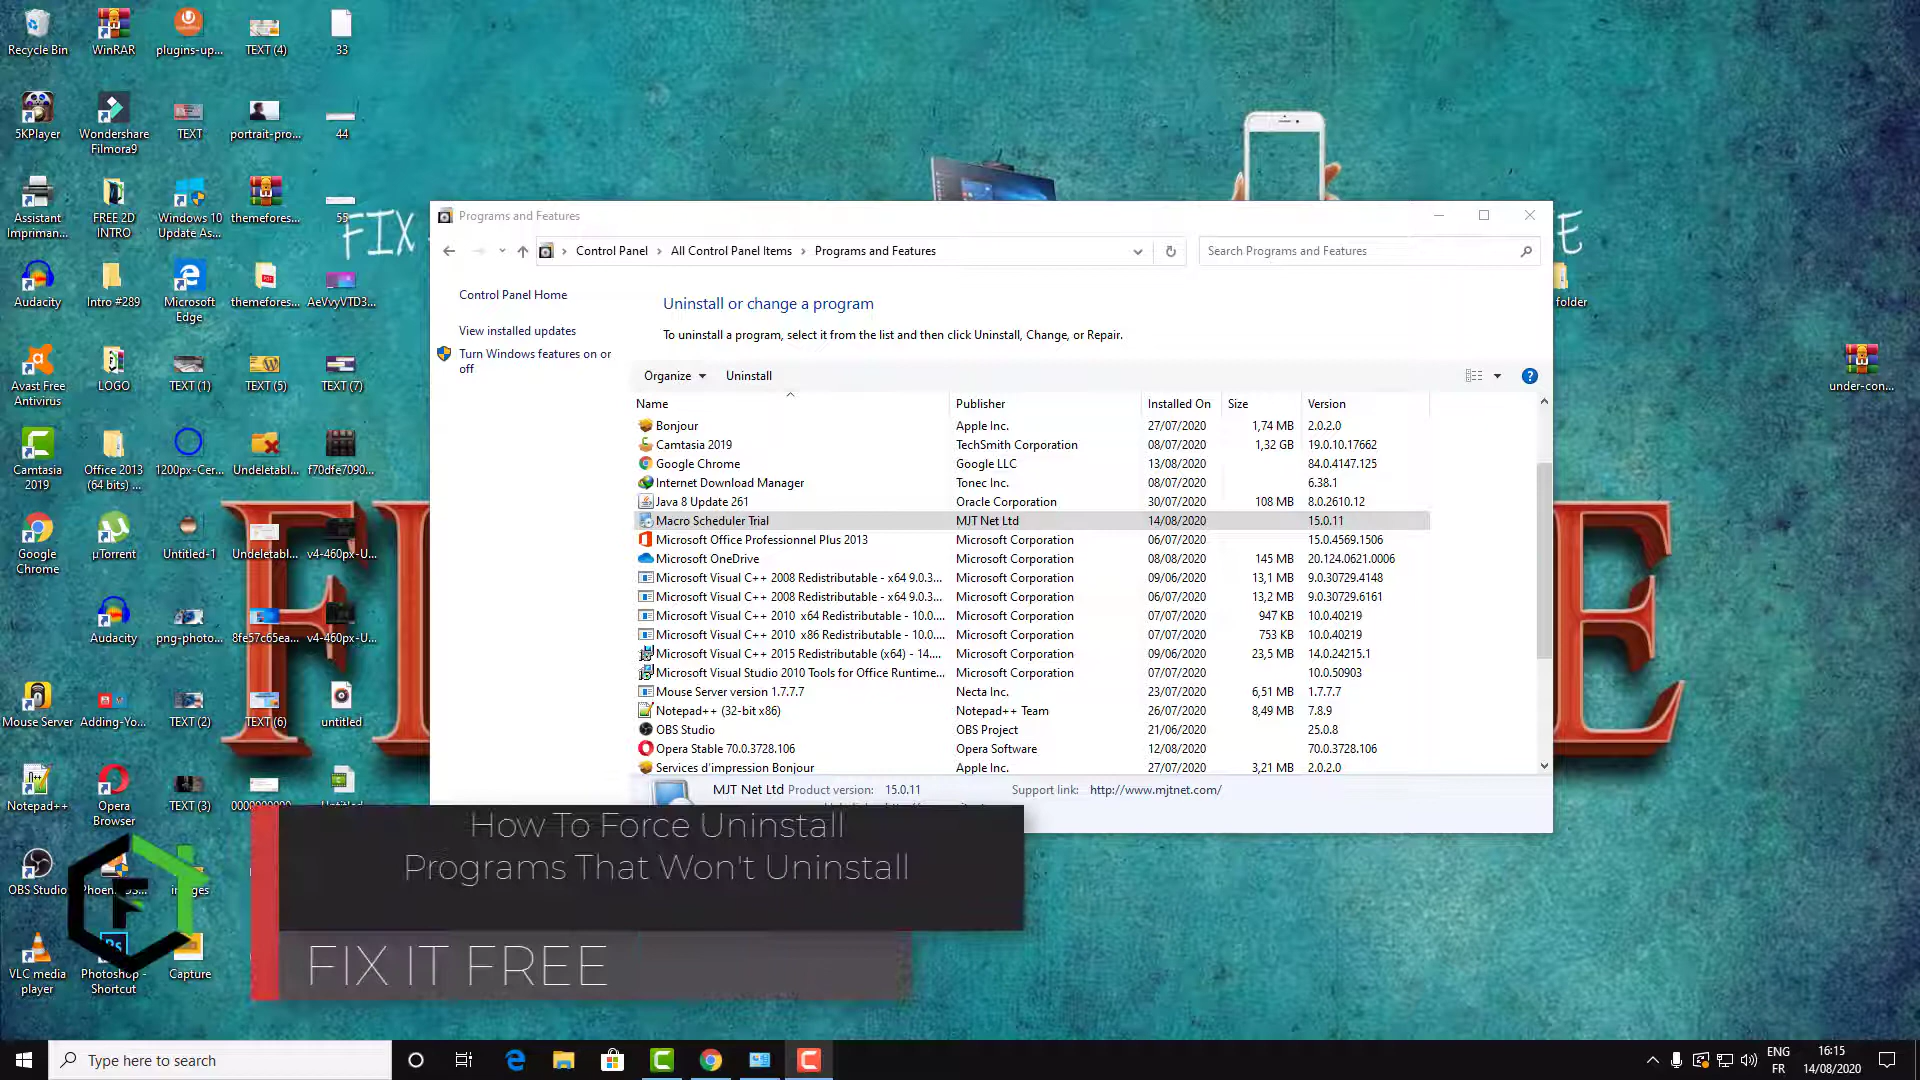 Recycle Bin
WinRAR
plugins-up...
TEXT (4)
33
5KPlayer
Wondershare
Filmora9
TEXT
portrait-pro...
44
Assistant
Impriman...
FREE 2D
INTRO
Windows 10
Update As...
themefores...
55
FIX
E
Audacity
Intro #289
Microsoft
Edge
themefores...
AeVvyVTD3...
folder
Avast Free
Antivirus
LOGO
TEXT (1)
TEXT (5)
TEXT (7)
under-con...
Camtasia
2019
Office 2013
(64 bits) ...
1200px-Cer...
Undeletabl...
f70dfe7090...
Google
Chrome
µTorrent
Untitled-1
Undeletabl...
v4-460px-U...
Audacity
png-photo...
8fe57c65ea...
v4-460px-U...
Mouse Server
Adding-Yo...
TEXT (2)
TEXT (6)
untitled
Notepad++
Opera
Browser
TEXT (3)
OBS Studio
VLC media
player
Photoshop -
Shortcut
Capture
FI
E
Programs and Features
Control Panel > All Control Panel Items > Programs and Features
Search Programs and Features
Control Panel Home
View installed updates
Turn Windows features on or
off
Uninstall or change a program
To uninstall a program, select it from the list and then click Uninstall, Change, or Repair.
Organize Uninstall
Name Publisher Installed On Size Version
Bonjour Apple Inc. 27/07/2020 1,74 MB 2.0.2.0
Camtasia 2019 TechSmith Corporation 08/07/2020 1,32 GB 19.0.10.17662
Google Chrome Google LLC 13/08/2020 84.0.4147.125
Internet Download Manager Tonec Inc. 08/07/2020 6.38.1
Java 8 Update 261 Oracle Corporation 30/07/2020 108 MB 8.0.2610.12
Macro Scheduler Trial MJT Net Ltd 14/08/2020 15.0.11
Microsoft Office Professionnel Plus 2013 Microsoft Corporation 06/07/2020 15.0.4569.1506
Microsoft OneDrive Microsoft Corporation 08/08/2020 145 MB 20.124.0621.0006
Microsoft Visual C++ 2008 Redistributable - x64 9.0.3... Microsoft Corporation 09/06/2020 13,1 MB 9.0.30729.4148
Microsoft Visual C++ 2008 Redistributable - x64 9.0.3... Microsoft Corporation 06/07/2020 13,2 MB 9.0.30729.6161
Microsoft Visual C++ 2010 x64 Redistributable - 10.0.... Microsoft Corporation 07/07/2020 947 KB 10.0.40219
Microsoft Visual C++ 2010 x86 Redistributable - 10.0.... Microsoft Corporation 07/07/2020 753 KB 10.0.40219
Microsoft Visual C++ 2015 Redistributable (x64) - 14.... Microsoft Corporation 09/06/2020 23,5 MB 14.0.24215.1
Microsoft Visual Studio 2010 Tools for Office Runtime... Microsoft Corporation 07/07/2020 10.0.50903
Mouse Server version 1.7.7.7 Necta Inc. 23/07/2020 6,51 MB 1.7.7.7
Notepad++ (32-bit x86) Notepad++ Team 26/07/2020 8,49 MB 7.8.9
OBS Studio OBS Project 21/06/2020 25.0.8
Opera Stable 70.0.3728.106 Opera Software 12/08/2020 70.0.3728.106
Services d'impression Bonjour Apple Inc. 27/07/2020 3,21 MB 2.0.2.0
MJT Net Ltd Product version: 15.0.11 Support link: http://www.mjtnet.com/
How To Force Uninstall
Programs That Won't Uninstall
FIX IT FREE
Type here to search
ENG
FR
16:15
14/08/2020